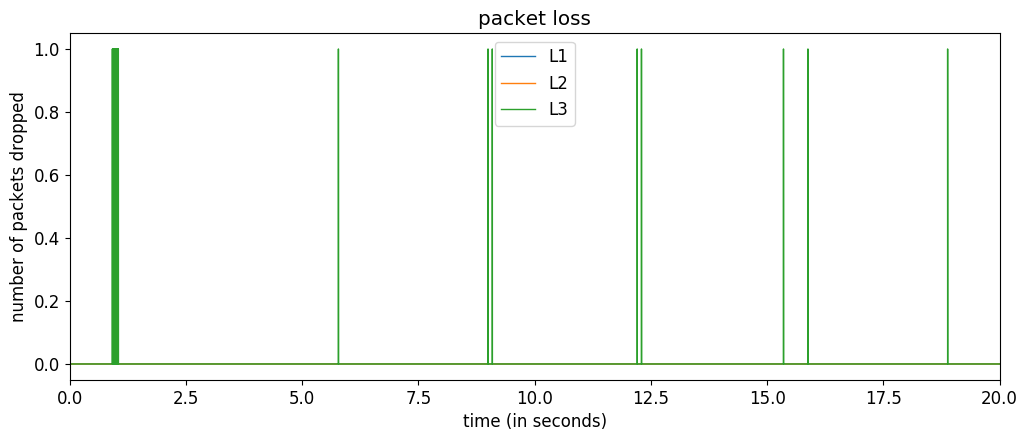 packet loss
number of packets dropped
1.0
0.8
0.6
0.4
0.2
0.0
L1
L2
L3
0.0 2.5 5.0 7.5 10.0 12.5 15.0 17.5 20.0
time (in seconds)